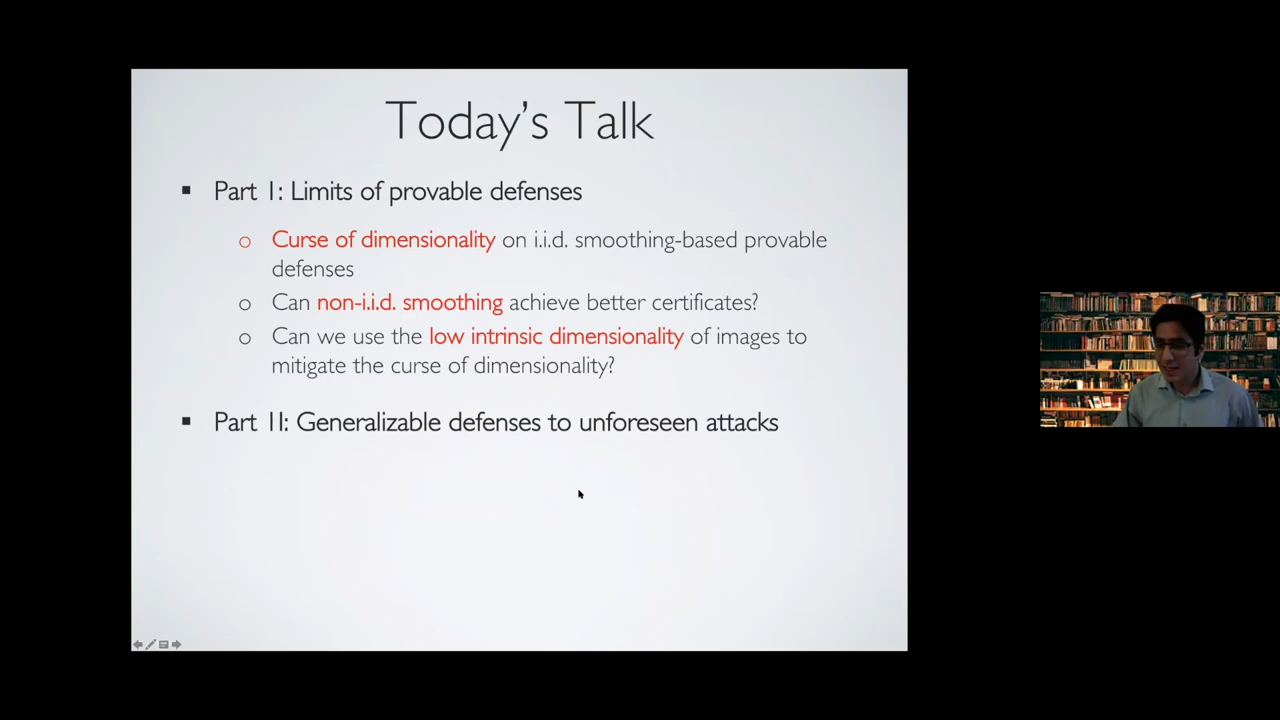 Today's Talk
▪ Part I: Limits of provable defenses
o Curse of dimensionality on i.i.d. smoothing-based provable
defenses
o Can non-i.i.d. smoothing achieve better certificates?
o Can we use the low intrinsic dimensionality of images to
mitigate the curse of dimensionality?
▪ Part II: Generalizable defenses to unforeseen attacks